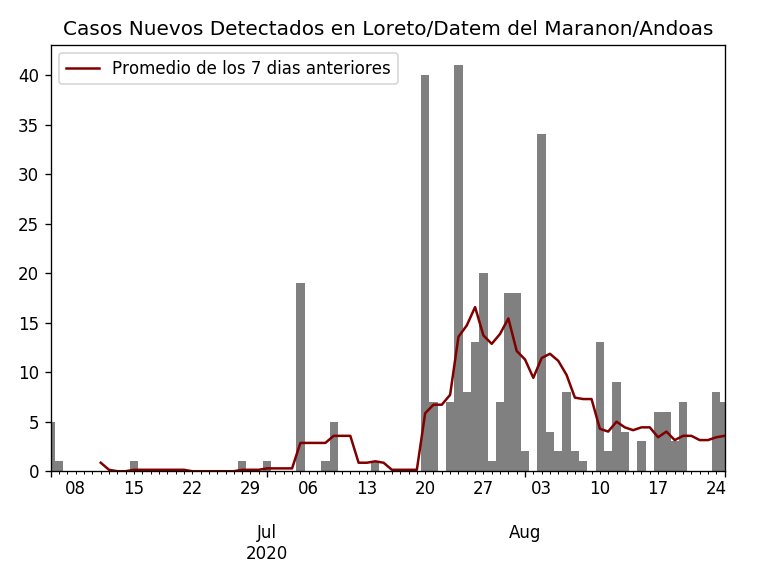 Casos Nuevos Detectados en Loreto/Datem del Maranon/Andoas
Promedio de los 7 dias anteriores
40
35
30
25
20
15
10
5
0
08 15 22 29 06 13 20 27 03 10 17 24
Jul Aug
2020